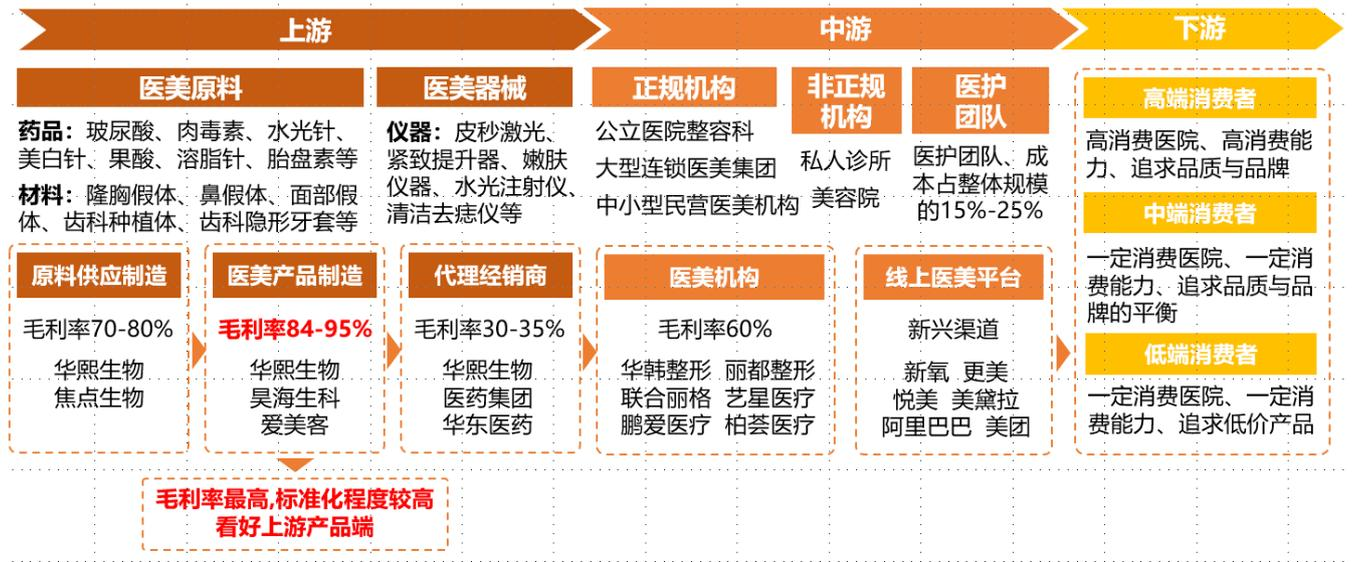 上游
中游
下游
医美原料
药品：玻尿酸、肉毒素、水光针、
美白针、果酸、溶脂针、胎盘素等
材料：隆胸假体、鼻假体、面部假
体、齿科种植体、齿科隐形牙套等
医美器械
仪器：皮秒激光、
紧致提升器、嫩肤
仪器、水光注射仪、
清洁去痣仪等
正规机构
公立医院整容科
大型连锁医美集团
中小型民营医美机构
非正规
机构
私人诊所
美容院
医护
团队
医护团队、成
本占整体规模
的15%-25%
高端消费者
高消费医院、高消费能
力、追求品质与品牌
中端消费者
一定消费医院、一定消
费能力、追求品质与品
牌的平衡
低端消费者
一定消费医院、一定消
费能力、追求低价产品
原料供应制造
毛利率70-80%
华熙生物
焦点生物
医美产品制造
毛利率84-95%
华熙生物
昊海生科
爱美客
代理经销商
毛利率30-35%
华熙生物
医药集团
华东医药
医美机构
毛利率60%
华韩整形 丽都整形
联合丽格 艺星医疗
鹏爱医疗 柏荟医疗
线上医美平台
新兴渠道
新氧 更美
悦美 美黛拉
阿里巴巴 美团
毛利率最高,标准化程度较高
看好上游产品端